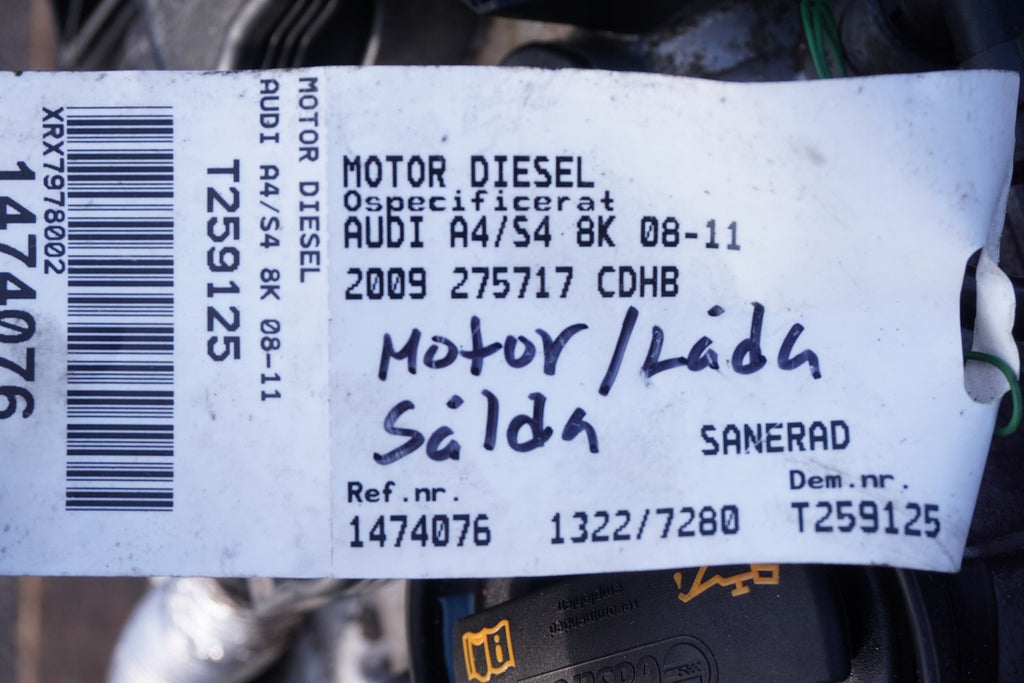 MOTOR DIESEL
Ospecificerat
AUDI A4/S4 8K 08-11
2009 275717 CDHB
Motor/Låda
Sålda
SANERAD
Ref.nr.
Dem.nr.
1474076 1322/7280 T259125
MOTOR DIESEL
AUDI A4/S4 8K 08-11
T259125
XRX7978002
1474076
recommended